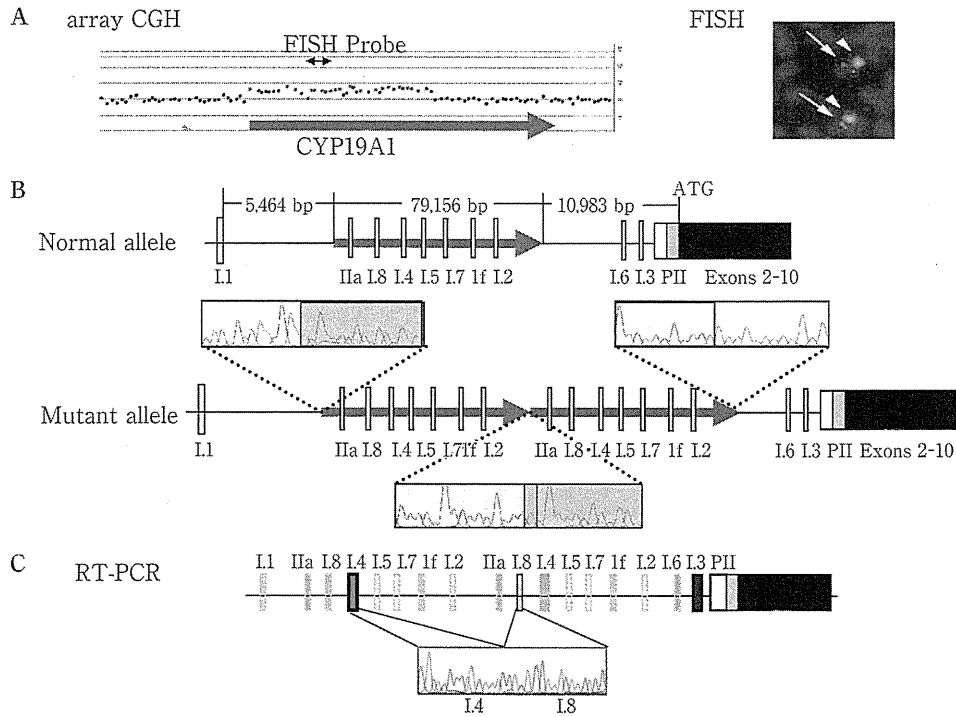 A array CGH FISH
FISH Probe
CYP19A1
B
5,464 bp 79,156 bp 10,983 bp ATG
Normal allele
I.1 IIa I.8 I.4 I.5 I.7 1f I.2 I.6 I.3 PII Exons 2-10
Mutant allele
I.1 IIa I.8 I.4 I.5 I.7 1f I.2 IIa I.8 I.4 I.5 I.7 1f I.2 I.6 I.3 PII Exons 2-10
C RT-PCR
I.1 IIa I.8 I.4 I.5 I.7 1f I.2 IIa I.8 I.4 I.5 I.7 1f I.2 I.6 I.3 PII
I.4 I.8